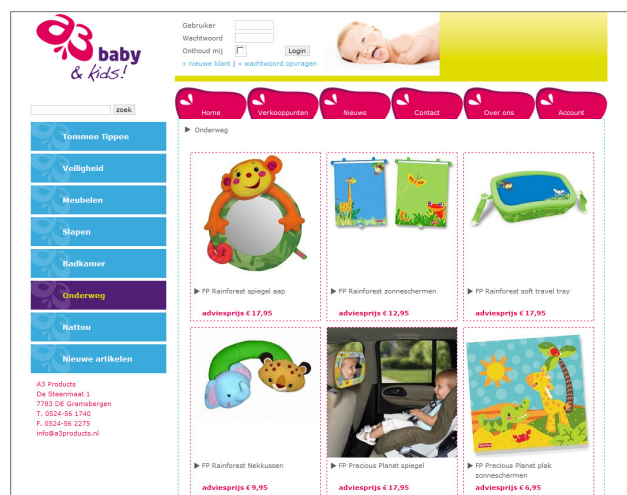 a3 baby
& kids!
Gebruiker
Wachtwoord
Onthoud mij
Login
» nieuwe klant | » wachtwoord opvragen
zoek
Home
Verkooppunten
Nieuws
Contact
Over ons
Account
Tommee Tippee
Veiligheid
Meubelen
Slapen
Badkamer
Onderweg
Nattou
Nieuwe artikelen
A3 Products
De Steenmaat 1
7783 DE Gramsbergen
T. 0524-56 1740
F. 0524-56 2275
info@a3products.nl
Onderweg
FP Rainforest spiegel aap
adviesprijs € 17,95
FP Rainforest zonneschermen
adviesprijs € 12,95
FP Rainforest soft travel tray
adviesprijs € 17,95
FP Rainforest Nekkussen
adviesprijs € 9,95
FP Precious Planet spiegel
adviesprijs € 17,95
FP Precious Planet plak
zonneschermen
adviesprijs € 6,95